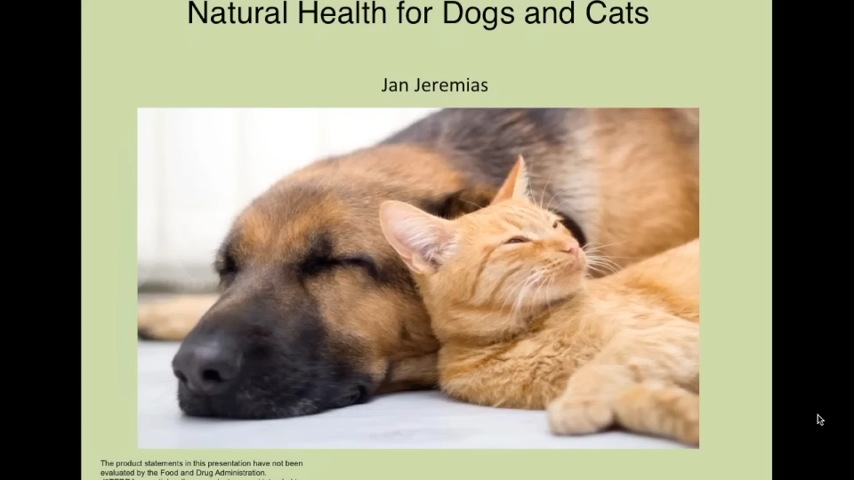 Natural Health for Dogs and Cats
Jan Jeremias
The product statements in this presentation have not been
evaluated by the Food and Drug Administration.